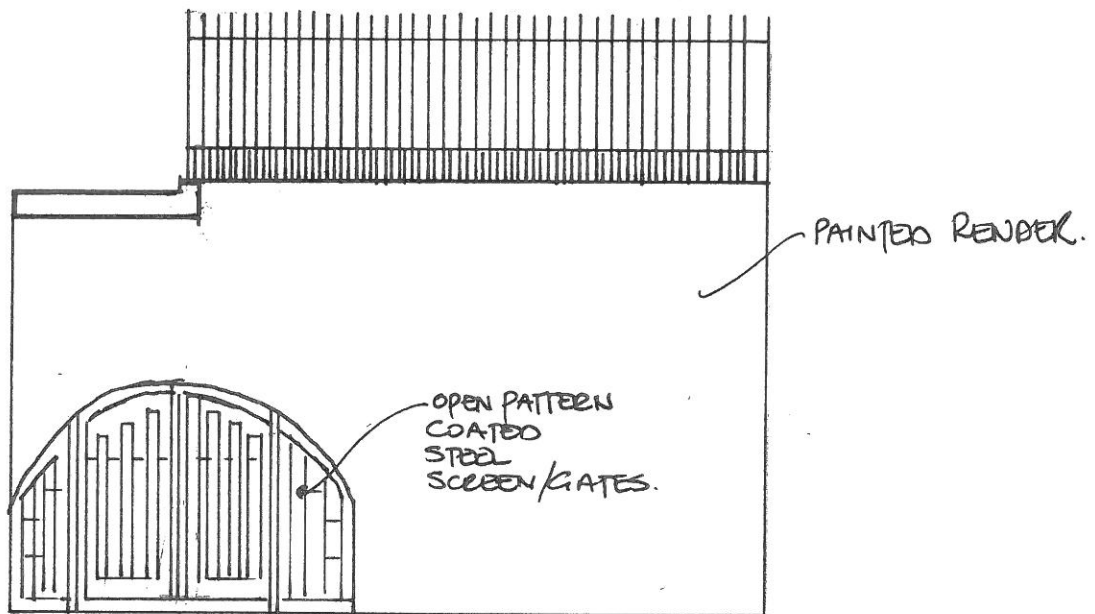 PAINTED RENDER.
OPEN PATTERN
COATED
STEEL
SCREEN/GATES.